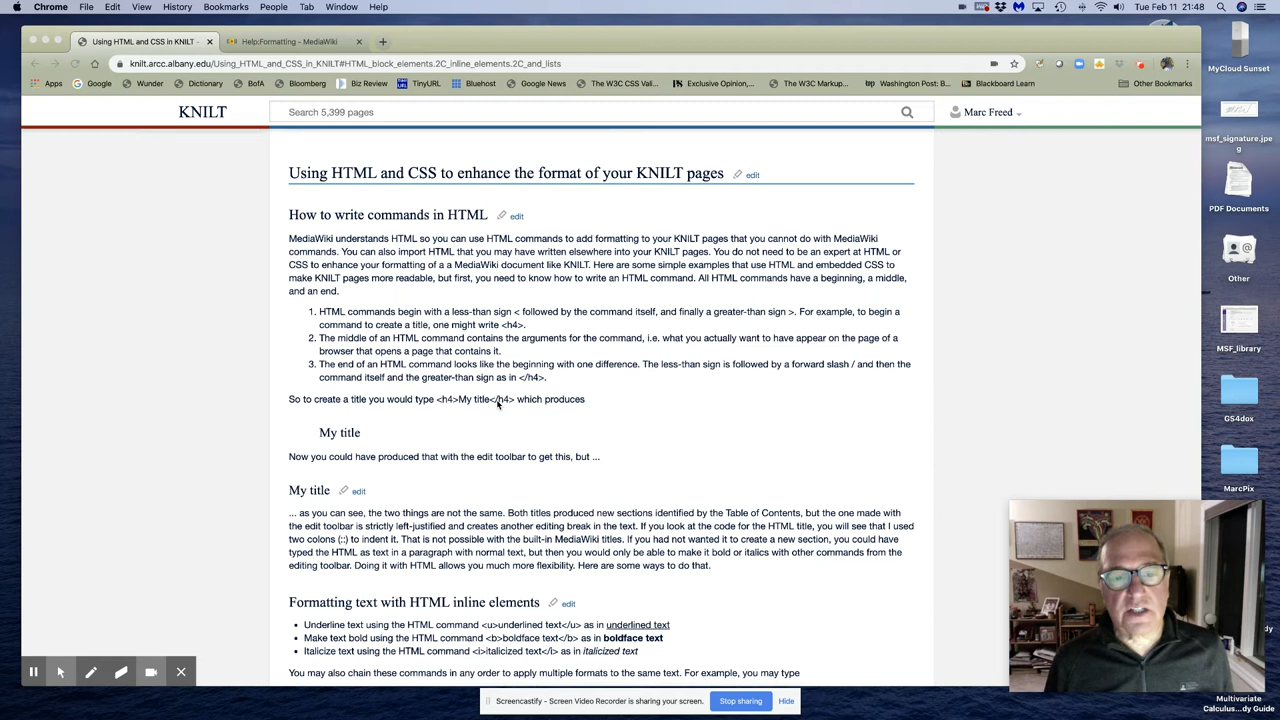 Chrome File Edit View History Bookmarks People Tab Window Help Tue Feb 11 21:48
Using HTML and CSS in KNILT - × Help:Formatting - MediaWiki × +
knilt.arcc.albany.edu/Using_HTML_and_CSS_in_KNILT#HTML_block_elements.2C_inline_elements.2C_and_lists
Apps Google Wunder Dictionary BofA Bloomberg Biz Review TinyURL Bluehost Google News The W3C CSS Vali... Exclusive Opinion,... The W3C Markup... Washington Post: B... Blackboard Learn Other Bookmarks
KNILT Search 5,399 pages Marc Freed
Using HTML and CSS to enhance the format of your KNILT pages edit
How to write commands in HTML edit
MediaWiki understands HTML so you can use HTML commands to add formatting to your KNILT pages that you cannot do with MediaWiki
commands. You can also import HTML that you may have written elsewhere into your KNILT pages. You do not need to be an expert at HTML or
CSS to enhance your formatting of a a MediaWiki document like KNILT. Here are some simple examples that use HTML and embedded CSS to
make KNILT pages more readable, but first, you need to know how to write an HTML command. All HTML commands have a beginning, a middle,
and an end.
1. HTML commands begin with a less-than sign < followed by the command itself, and finally a greater-than sign >. For example, to begin a
command to create a title, one might write <h4>.
2. The middle of an HTML command contains the arguments for the command, i.e. what you actually want to have appear on the page of a
browser that opens a page that contains it.
3. The end of an HTML command looks like the beginning with one difference. The less-than sign is followed by a forward slash / and then the
command itself and the greater-than sign as in </h4>.
So to create a title you would type <h4>My title</h4> which produces
My title
Now you could have produced that with the edit toolbar to get this, but ...
My title edit
... as you can see, the two things are not the same. Both titles produced new sections identified by the Table of Contents, but the one made with
the edit toolbar is strictly left-justified and creates another editing break in the text. If you look at the code for the HTML title, you will see that I used
two colons (::) to indent it. That is not possible with the built-in MediaWiki titles. If you had not wanted it to create a new section, you could have
typed the HTML as text in a paragraph with normal text, but then you would only be able to make it bold or italics with other commands from the
editing toolbar. Doing it with HTML allows you much more flexibility. Here are some ways to do that.
Formatting text with HTML inline elements edit
• Underline text using the HTML command <u>underlined text</u> as in underlined text
• Make text bold using the HTML command <b>boldface text</b> as in boldface text
• Italicize text using the HTML command <i>italicized text</i> as in italicized text
You may also chain these commands in any order to apply multiple formats to the same text. For example, you may type
Screencastify - Screen Video Recorder is sharing your screen. Stop sharing Hide
MyCloud Sunset
msf_signature.jpe
g
PDF Documents
Other
MSF_library
GS4dox
MarcPix
Multivariate
Calculus...dy Guide